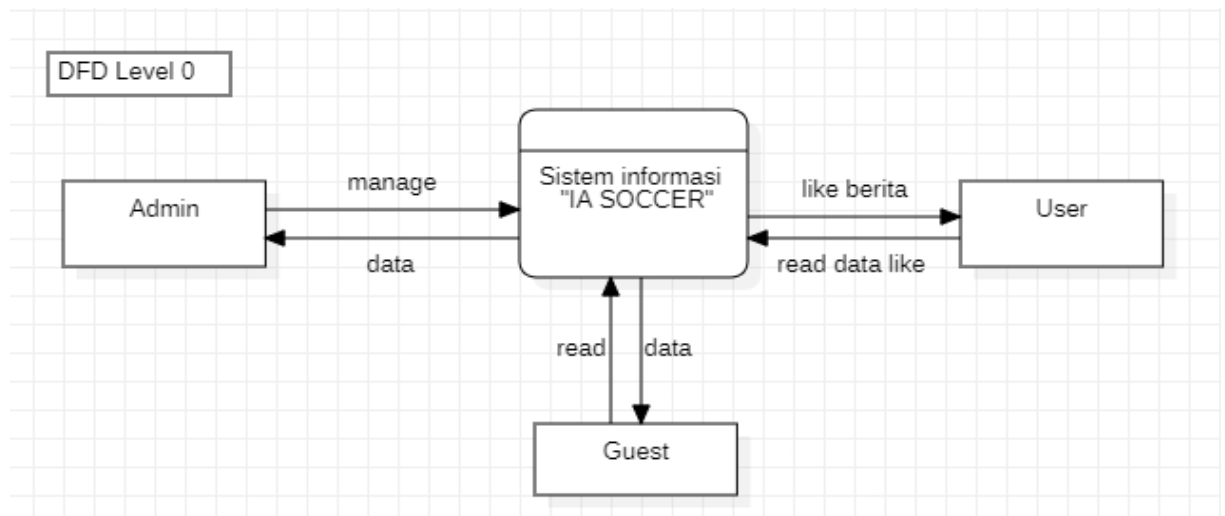 DFD Level 0
Sistem informasi
"IA SOCCER"
manage
like berita
Admin
User
data
read data like
read
data
Guest